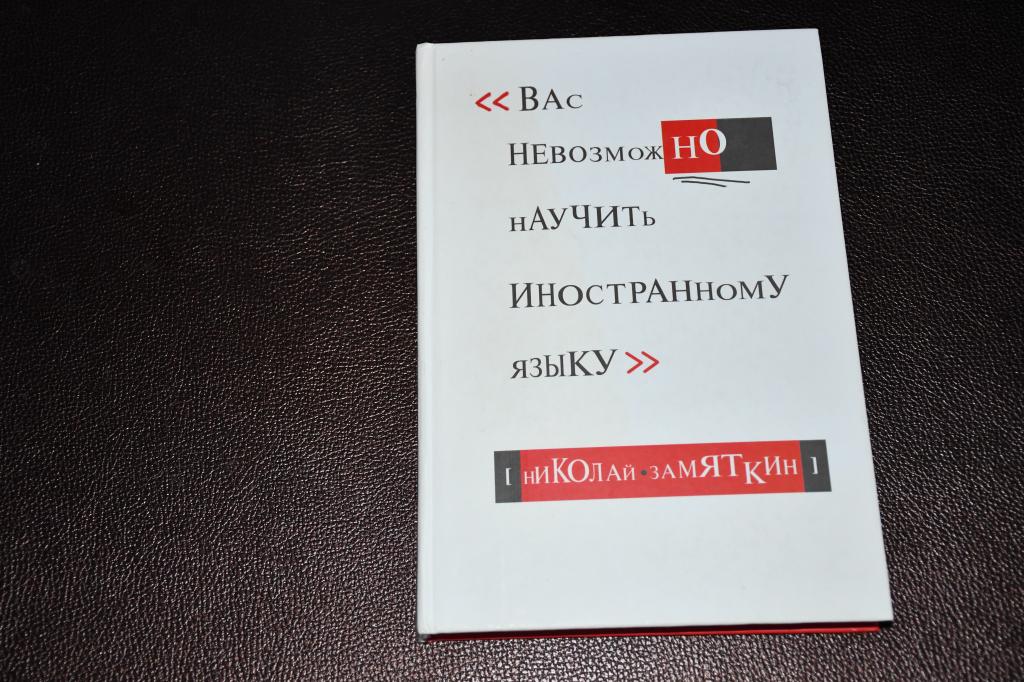 « ВАС
НЕВОЗМОЖНО
НАУЧИТЬ
ИНОСТРАННОМУ
ЯЗЫКУ »
[ НИКОЛАЙ • ЗАМЯТКИН ]